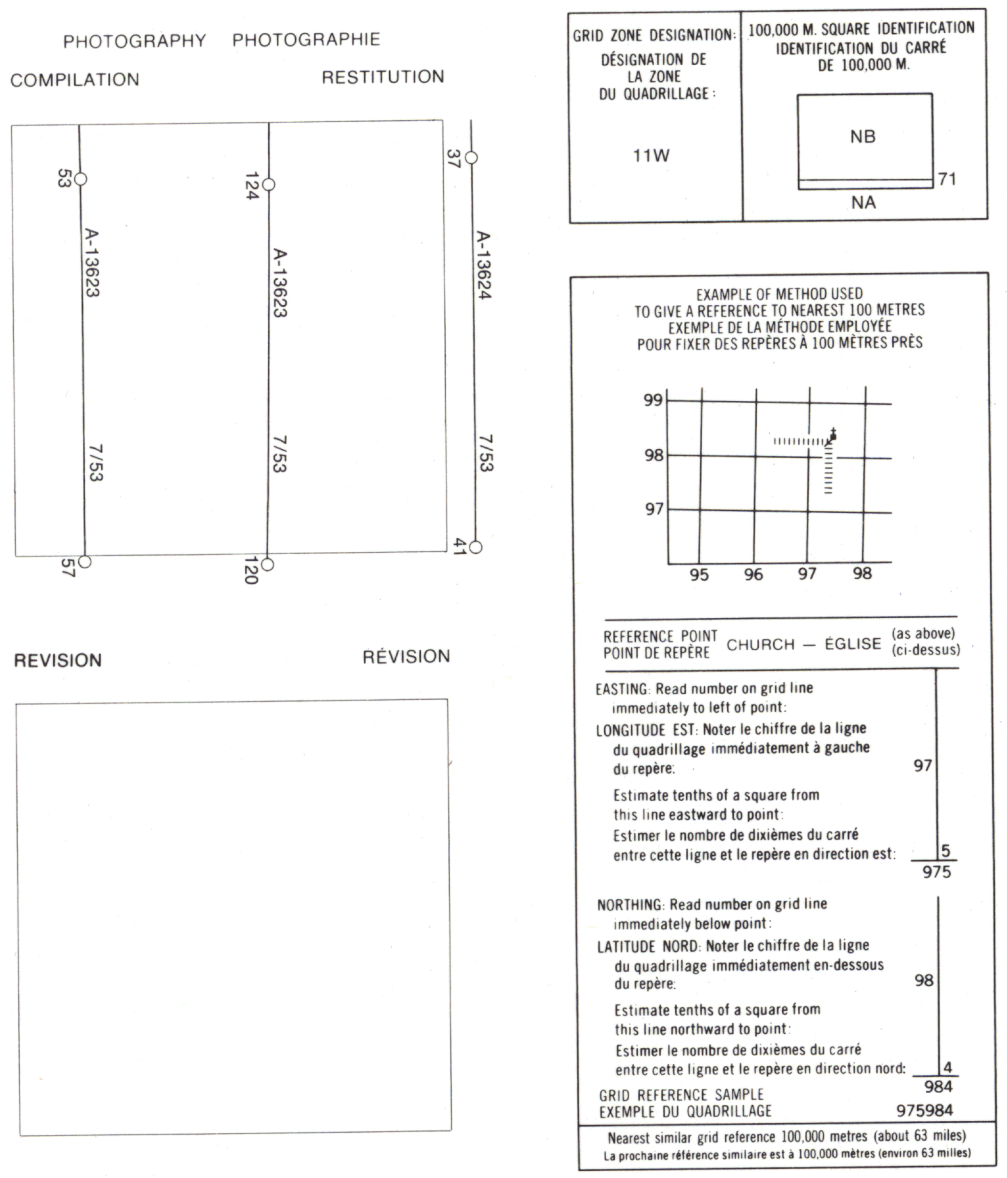 PHOTOGRAPHY PHOTOGRAPHIE
COMPILATION RESTITUTION
53
A-13623
7/53
57
124
A-13623
7/53
120
37
A-13624
7/53
41
REVISION RÉVISION
GRID ZONE DESIGNATION:
DÉSIGNATION DE
LA ZONE
DU QUADRILLAGE:
11W
100,000 M. SQUARE IDENTIFICATION
IDENTIFICATION DU CARRÉ
DE 100,000 M.
NB
71
NA
EXAMPLE OF METHOD USED
TO GIVE A REFERENCE TO NEAREST 100 METRES
EXEMPLE DE LA MÉTHODE EMPLOYÉE
POUR FIXER DES REPÈRES À 100 MÈTRES PRÈS
99
98
97
95 96 97 98
REFERENCE POINT
POINT DE REPÈRE
CHURCH — ÉGLISE
(as above)
(ci-dessus)
EASTING: Read number on grid line
immediately to left of point:
LONGITUDE EST: Noter le chiffre de la ligne
du quadrillage immédiatement à gauche
du repère: 97
Estimate tenths of a square from
this line eastward to point:
Estimer le nombre de dixièmes du carré
entre cette ligne et le repère en direction est: 5
975
NORTHING: Read number on grid line
immediately below point:
LATITUDE NORD: Noter le chiffre de la ligne
du quadrillage immédiatement en-dessous
du repère: 98
Estimate tenths of a square from
this line northward to point:
Estimer le nombre de dixièmes du carré
entre cette ligne et le repère en direction nord: 4
984
GRID REFERENCE SAMPLE
EXEMPLE DU QUADRILLAGE 975984
Nearest similar grid reference 100,000 metres (about 63 miles)
La prochaine référence similaire est à 100,000 mètres (environ 63 milles)